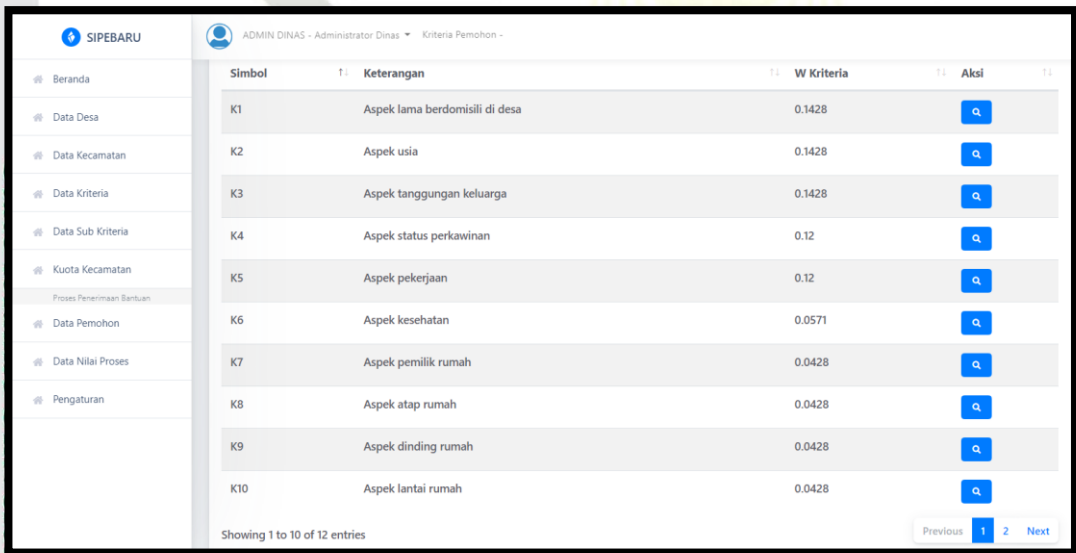 SIPEBARU
ADMIN DINAS - Administrator Dinas Kriteria Pemohon -
Beranda
Data Desa
Data Kecamatan
Data Kriteria
Data Sub Kriteria
Kuota Kecamatan
Proses Penerimaan Bantuan
Data Pemohon
Data Nilai Proses
Pengaturan
Simbol Keterangan W Kriteria Aksi
K1 Aspek lama berdomisili di desa 0.1428
K2 Aspek usia 0.1428
K3 Aspek tanggungan keluarga 0.1428
K4 Aspek status perkawinan 0.12
K5 Aspek pekerjaan 0.12
K6 Aspek kesehatan 0.0571
K7 Aspek pemilik rumah 0.0428
K8 Aspek atap rumah 0.0428
K9 Aspek dinding rumah 0.0428
K10 Aspek lantai rumah 0.0428
Showing 1 to 10 of 12 entries
Previous 1 2 Next